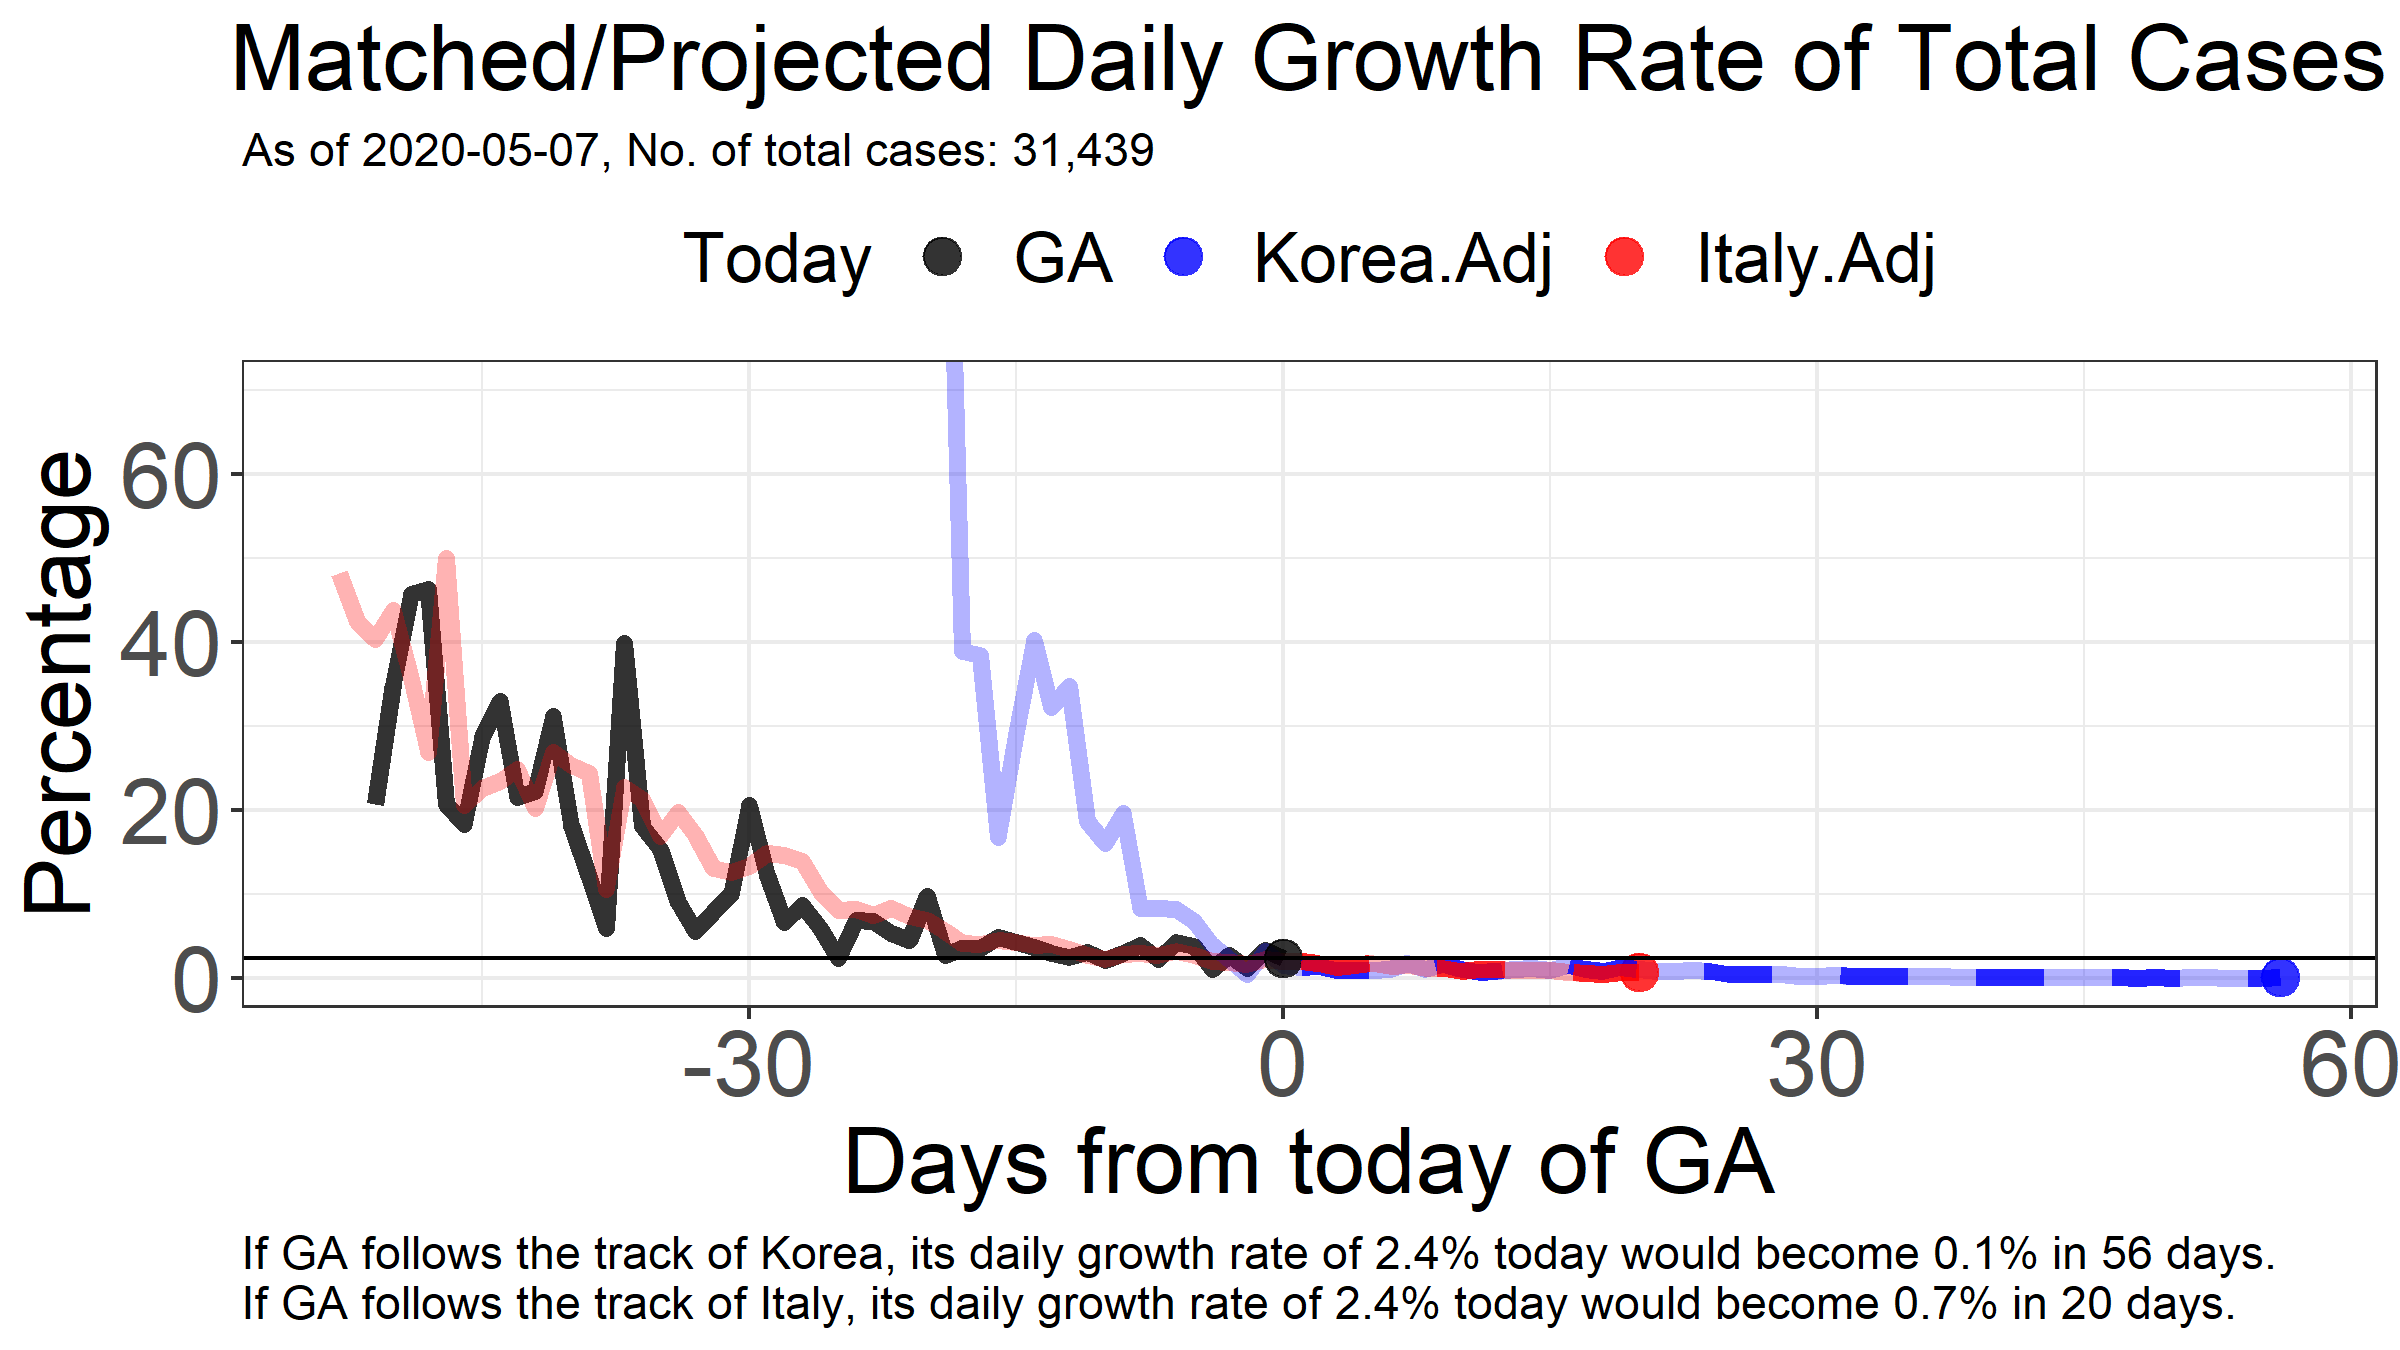 Matched/Projected Daily Growth Rate of Total Cases
As of 2020-05-07, No. of total cases: 31,439
Today GA Korea.Adj Italy.Adj
Percentage
60
40
20
0
-30 0 30 60
Days from today of GA
If GA follows the track of Korea, its daily growth rate of 2.4% today would become 0.1% in 56 days.
If GA follows the track of Italy, its daily growth rate of 2.4% today would become 0.7% in 20 days.